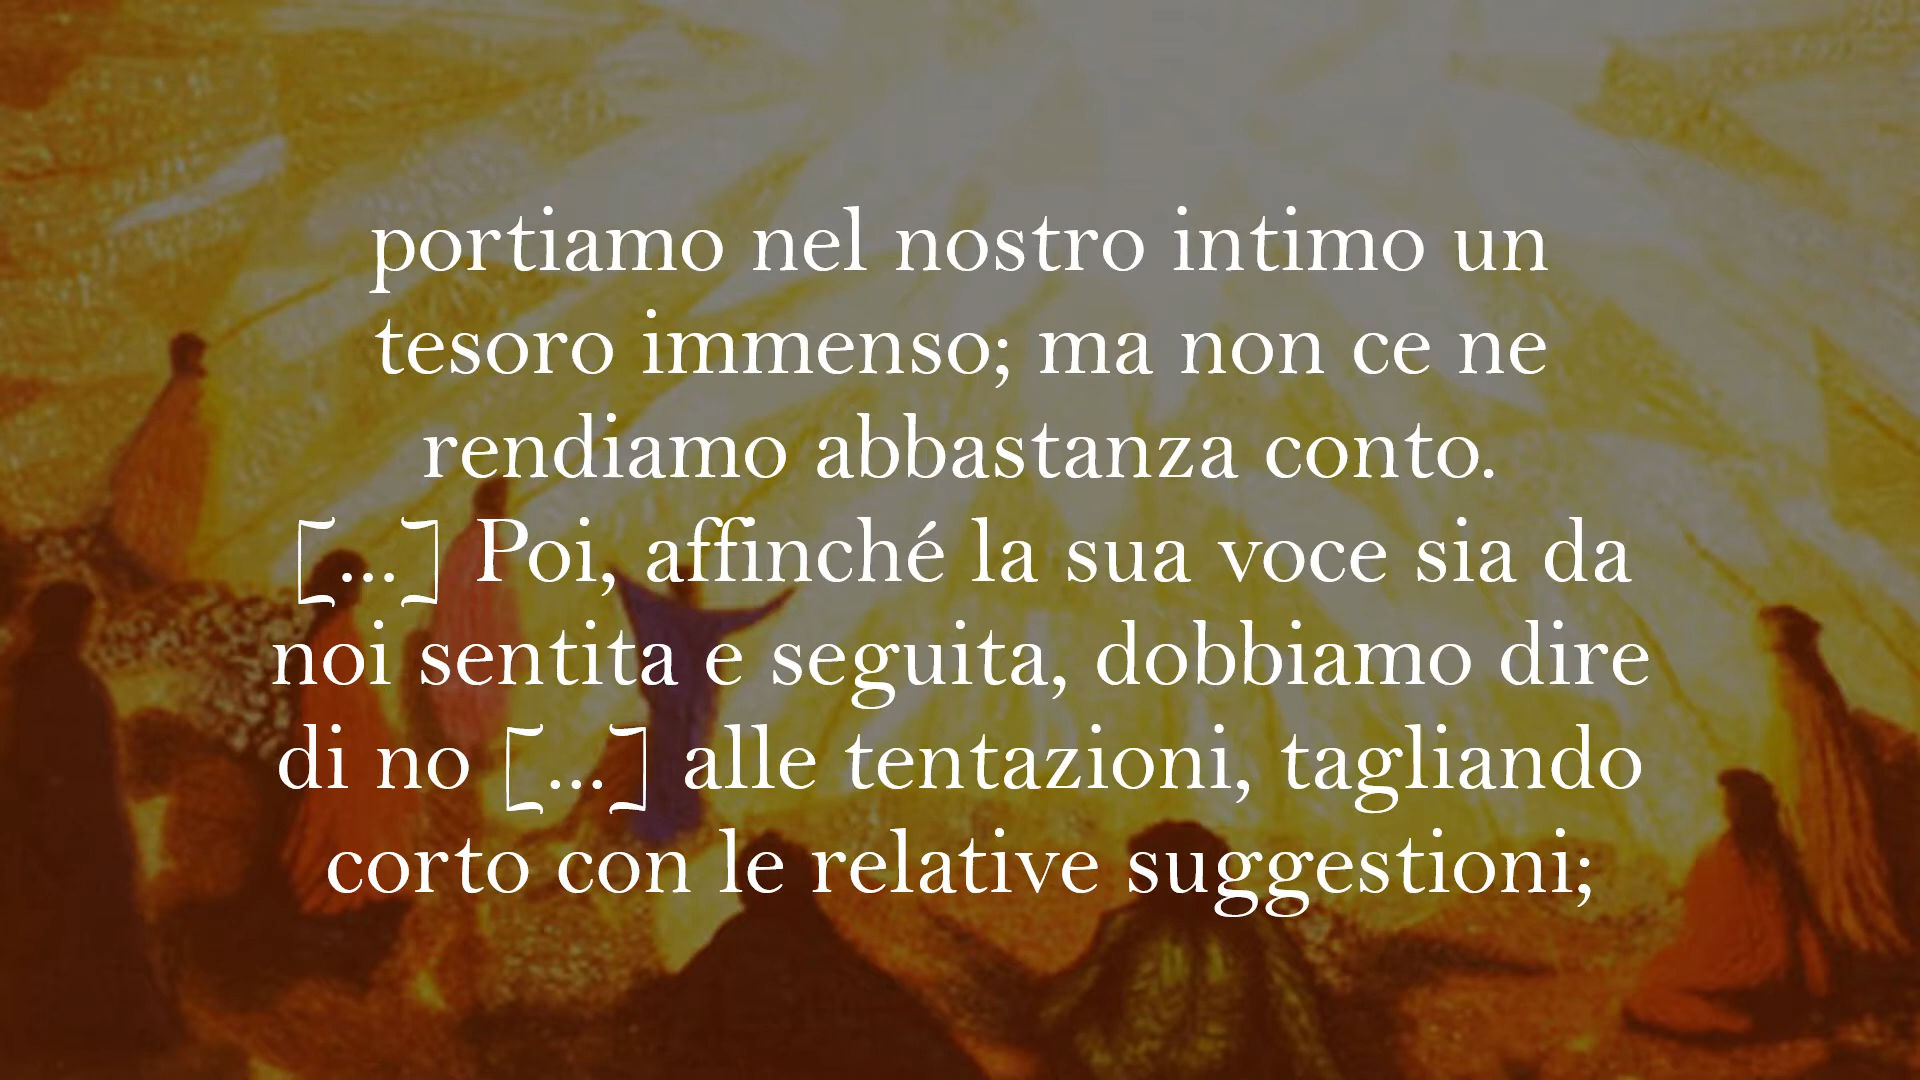 portiamo nel nostro intimo un
tesoro immenso; ma non ce ne
rendiamo abbastanza conto.
[...] Poi, affinché la sua voce sia da
noi sentita e seguita, dobbiamo dire
di no [...] alle tentazioni, tagliando
corto con le relative suggestioni;